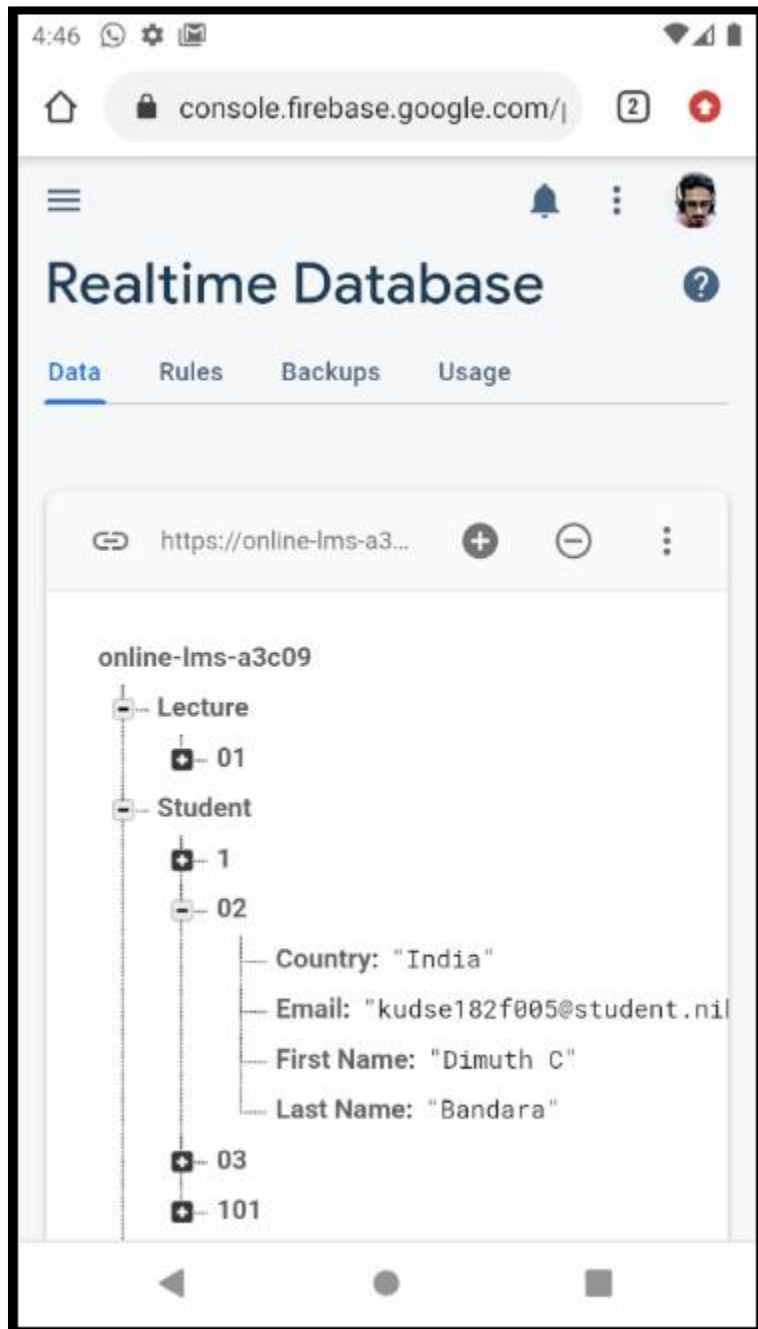 4:46
console.firebase.google.com/
2
Realtime Database
?
Data Rules Backups Usage
https://online-lms-a3...
online-lms-a3c09
Lecture
01
Student
1
02
Country: "India"
Email: "kudse182f005@student.ni
First Name: "Dimuth C"
Last Name: "Bandara"
03
101